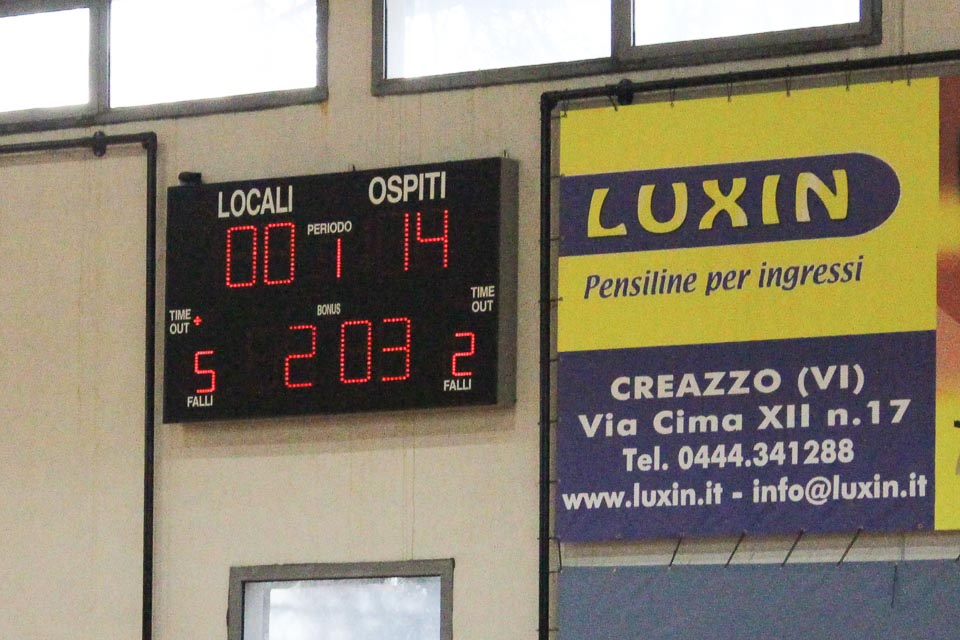 LOCALI OSPITI
00 PERIODO 14
1
TIME OUT BONUS TIME OUT
5 2 03 2
FALLI FALLI
LUXIN
Pensiline per ingressi
CREAZZO (VI)
Via Cima XII n.17
Tel. 0444.341288
www.luxin.it - info@luxin.it